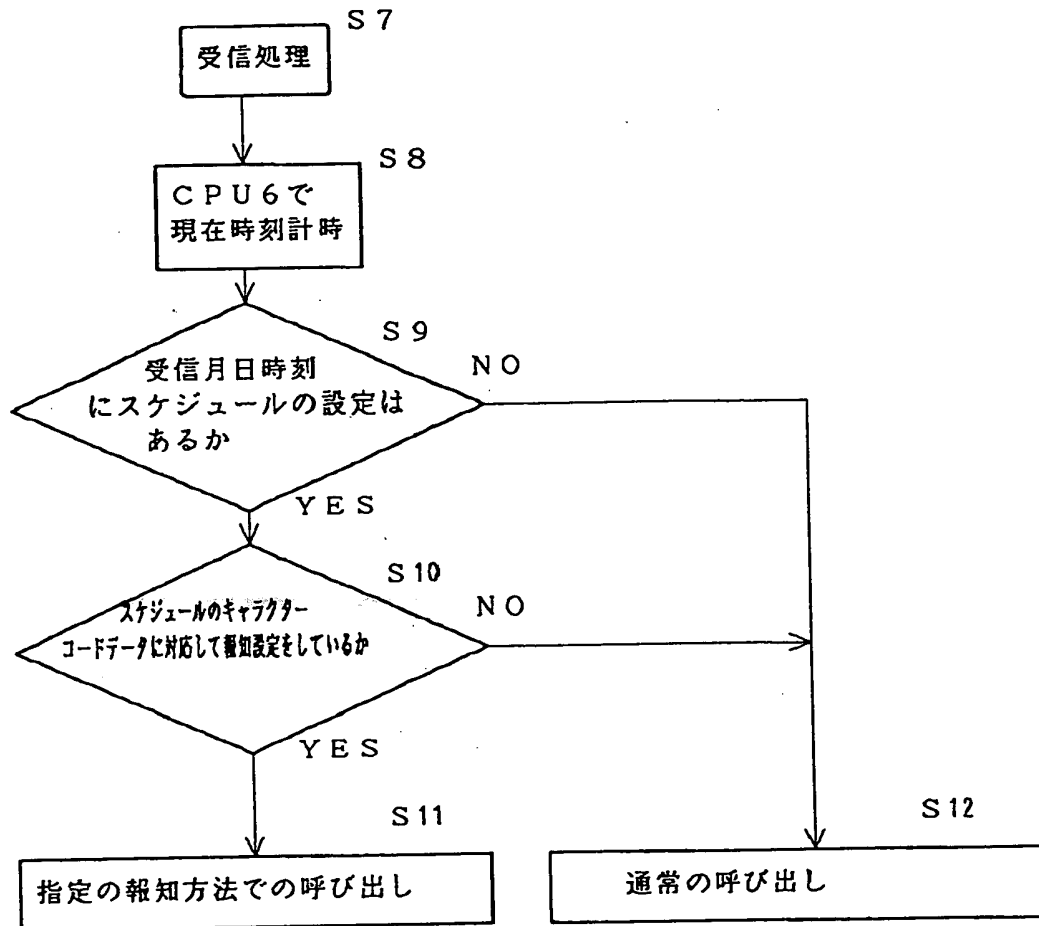 S7
受信処理
S8
CPU6で
現在時刻計時
S9
受信月日時刻
にスケジュールの設定は
あるか
NO
YES
S10
スケジュールのキャラクター
コードデータに対応して報知設定をしているか
NO
YES
S11
指定の報知方法での呼び出し
S12
通常の呼び出し